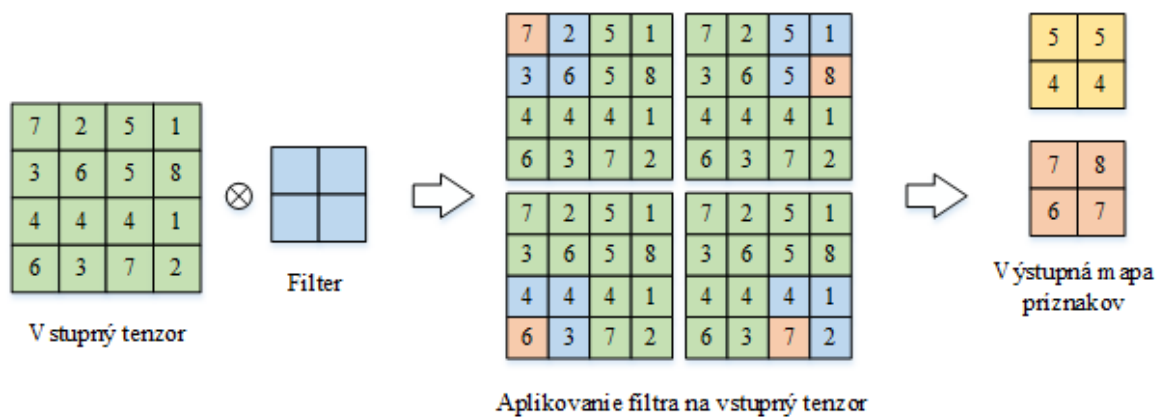 7 2 5 1
3 6 5 8
4 4 4 1
6 3 7 2
Vstupný tenzor
Filter
7 2 5 1
3 6 5 8
4 4 4 1
6 3 7 2
7 2 5 1
3 6 5 8
4 4 4 1
6 3 7 2
7 2 5 1
3 6 5 8
4 4 4 1
6 3 7 2
7 2 5 1
3 6 5 8
4 4 4 1
6 3 7 2
Aplikovanie filtra na vstupný tenzor
5 5
4 4
7 8
6 7
Výstupná mapa
príznakov